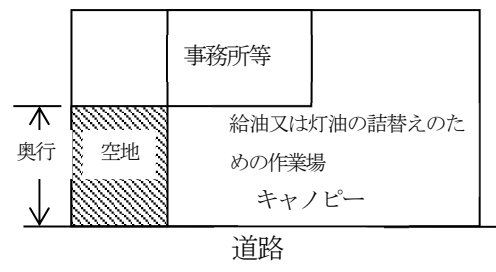 事務所等
奥行
空地
給油又は灯油の詰替えのた
めの作業場
キャノピー
道路